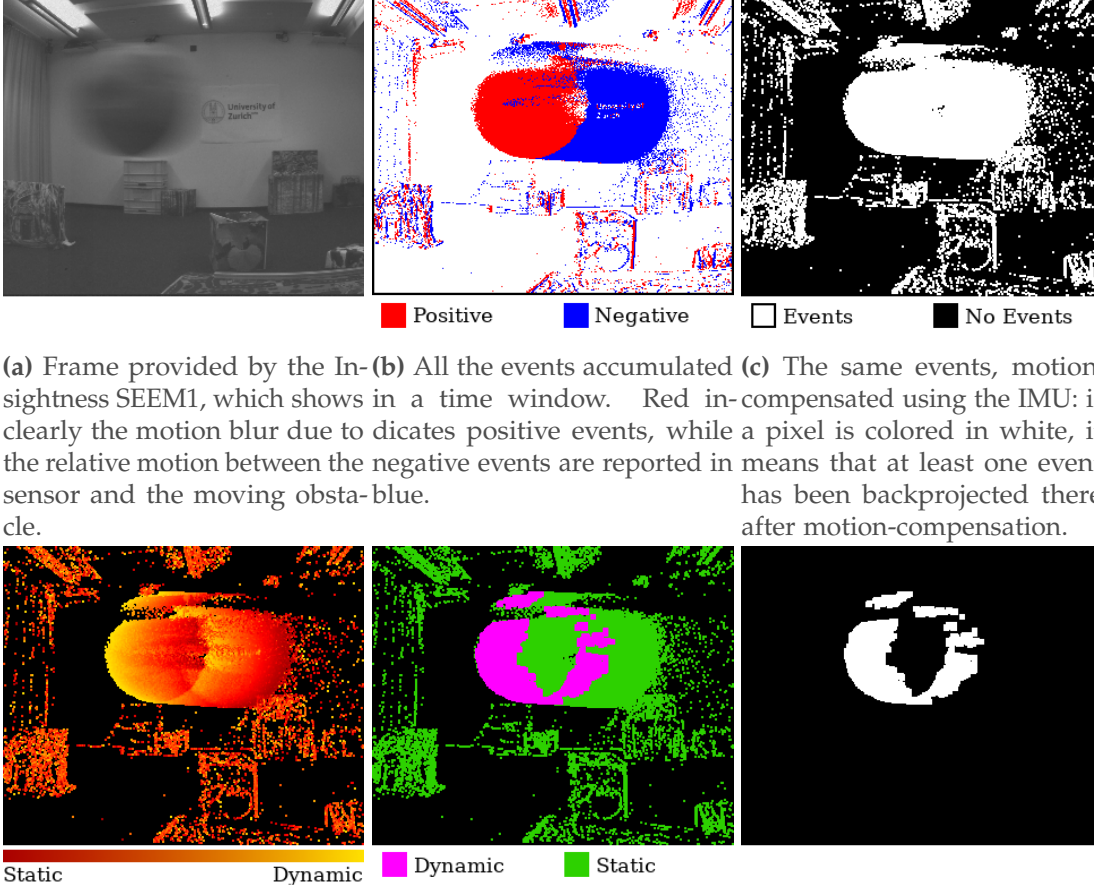 University of
Zurich
Positive
Negative
Events
No Events
(a) Frame provided by the In-
sightness SEEM1, which shows
clearly the motion blur due to
the relative motion between the
sensor and the moving obsta-
cle.
(b) All the events accumulated
in a time window. Red in-
dicates positive events, while
negative events are reported in
blue.
(c) The same events, motion
compensated using the IMU: i
a pixel is colored in white, i
means that at least one even
has been backprojected there
after motion-compensation.
Static
Dynamic
Dynamic
Static